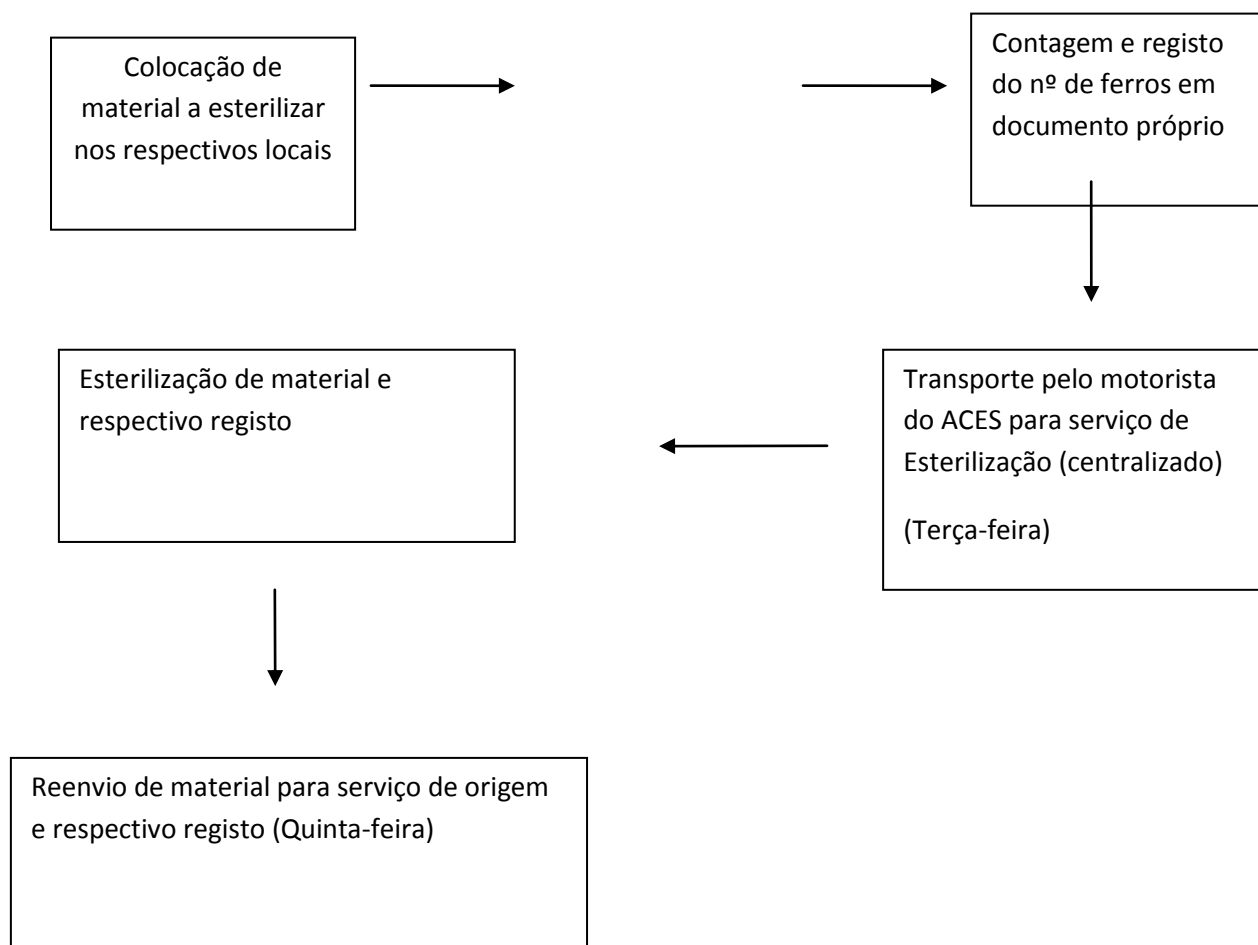 Colocação de
material a esterilizar
nos respectivos locais
Contagem e registo
do nº de ferros em
documento próprio
Transporte pelo motorista
do ACES para serviço de
Esterilização (centralizado)
(Terça-feira)
Esterilização de material e
respectivo registo
Reenvio de material para serviço de origem
e respectivo registo (Quinta-feira)